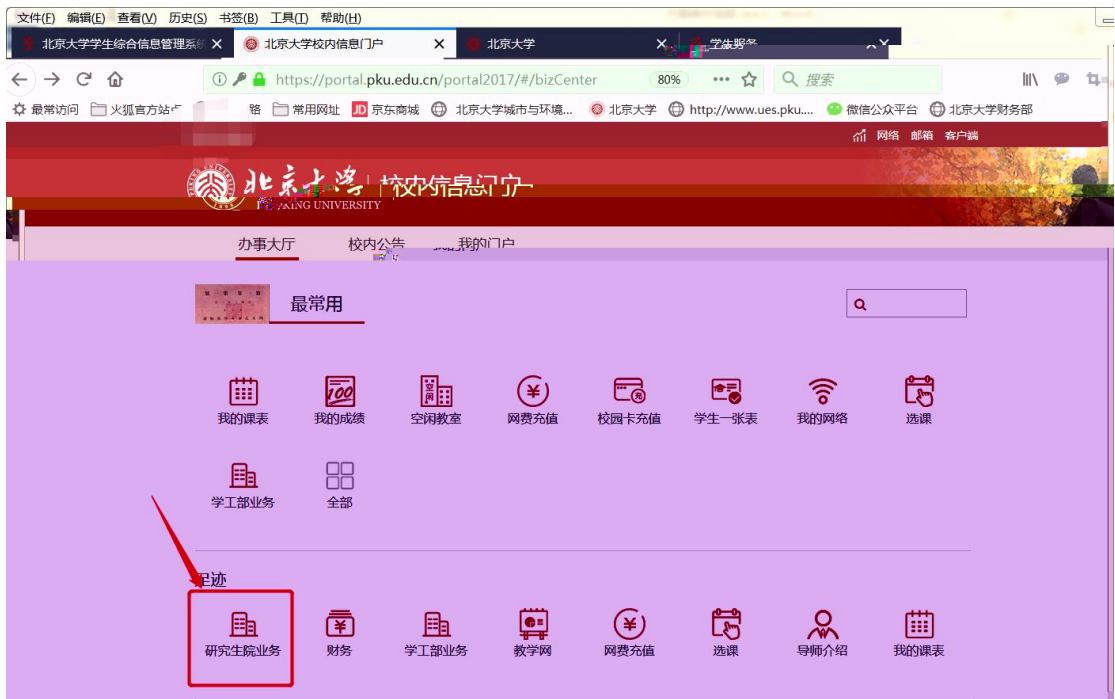 文件(F) 编辑(E) 查看(V) 历史(S) 书签(B) 工具(T) 帮助(H)
北京大学学生综合信息管理系统 北京大学校内信息门户 北京大学
https://portal.pku.edu.cn/portal2017/#/bizCenter 80% 搜索
最常访问 火狐官方站 常用网址 JD 京东商城 北京大学城市与环境... 北京大学 http://www.ues.pku.... 微信公众平台 北京大学财务部
网络 邮箱 客户端
北京大学 校内信息门户
PEKING UNIVERSITY
办事大厅 校内公告 我的门户
最常用
我的课表 我的成绩 空闲教室 网费充值 校园卡充值 学生一张表 我的网络 选课
学工部业务 全部
足迹
研究生院业务 财务 学工部业务 教学网 网费充值 选课 导师介绍 我的课表